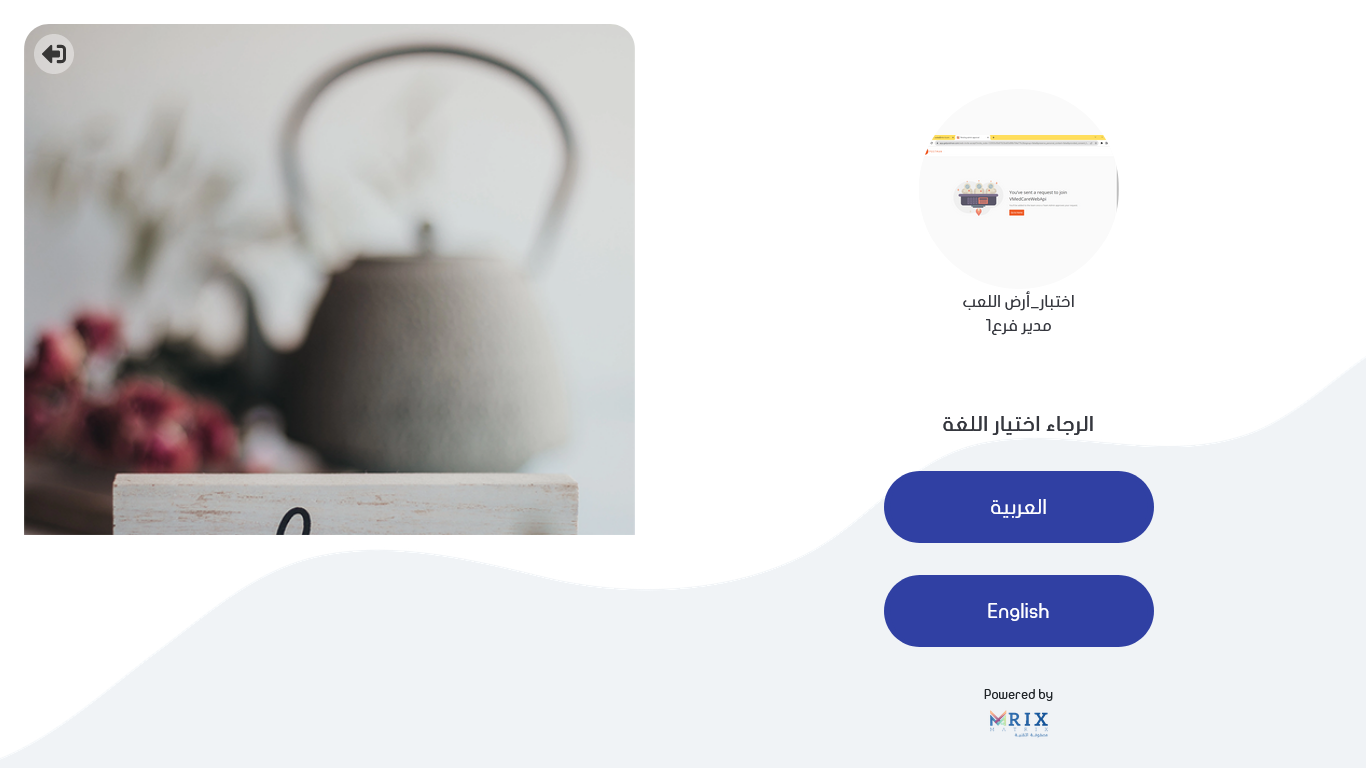 You've sent a request to join
VMedCareWebApi
اختبار_أرض اللعب
مدير فرع1
الرجاء اختيار اللغة
العربية
English
Powered by
MRIX
MATRIX